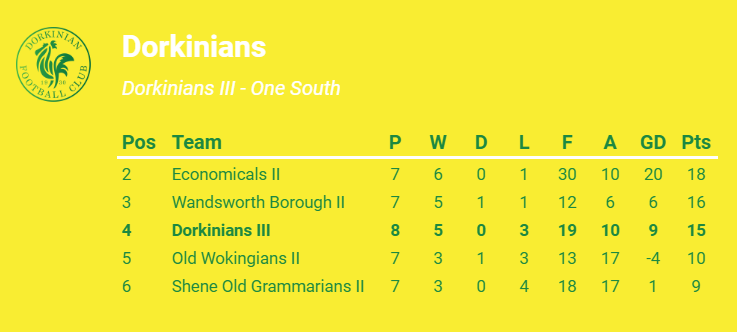 DORKINIAN
FOOTBALL CLUB
Dorkinians
Dorkinians III - One South
Pos Team P W D L F A GD Pts
2 Economicals II 7 6 0 1 30 10 20 18
3 Wandsworth Borough II 7 5 1 1 12 6 6 16
4 Dorkinians III 8 5 0 3 19 10 9 15
5 Old Wokingians II 7 3 1 3 13 17 -4 10
6 Shene Old Grammarians II 7 3 0 4 18 17 1 9